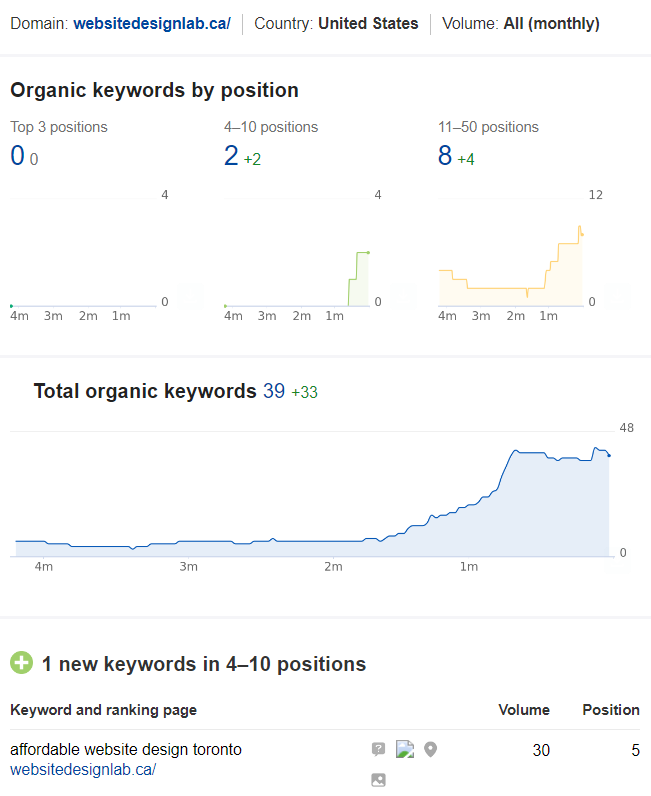 Domain: websitedesignlab.ca/ Country: United States Volume: All (monthly)
Organic keywords by position
Top 3 positions 4–10 positions 11–50 positions
0 0 2 +2 8 +4
4 4 12
0 0 0
4m 3m 2m 1m 4m 3m 2m 1m 4m 3m 2m 1m
Total organic keywords 39 +33
48
0
4m 3m 2m 1m
1 new keywords in 4–10 positions
Keyword and ranking page Volume Position
affordable website design toronto 30 5
websitedesignlab.ca/